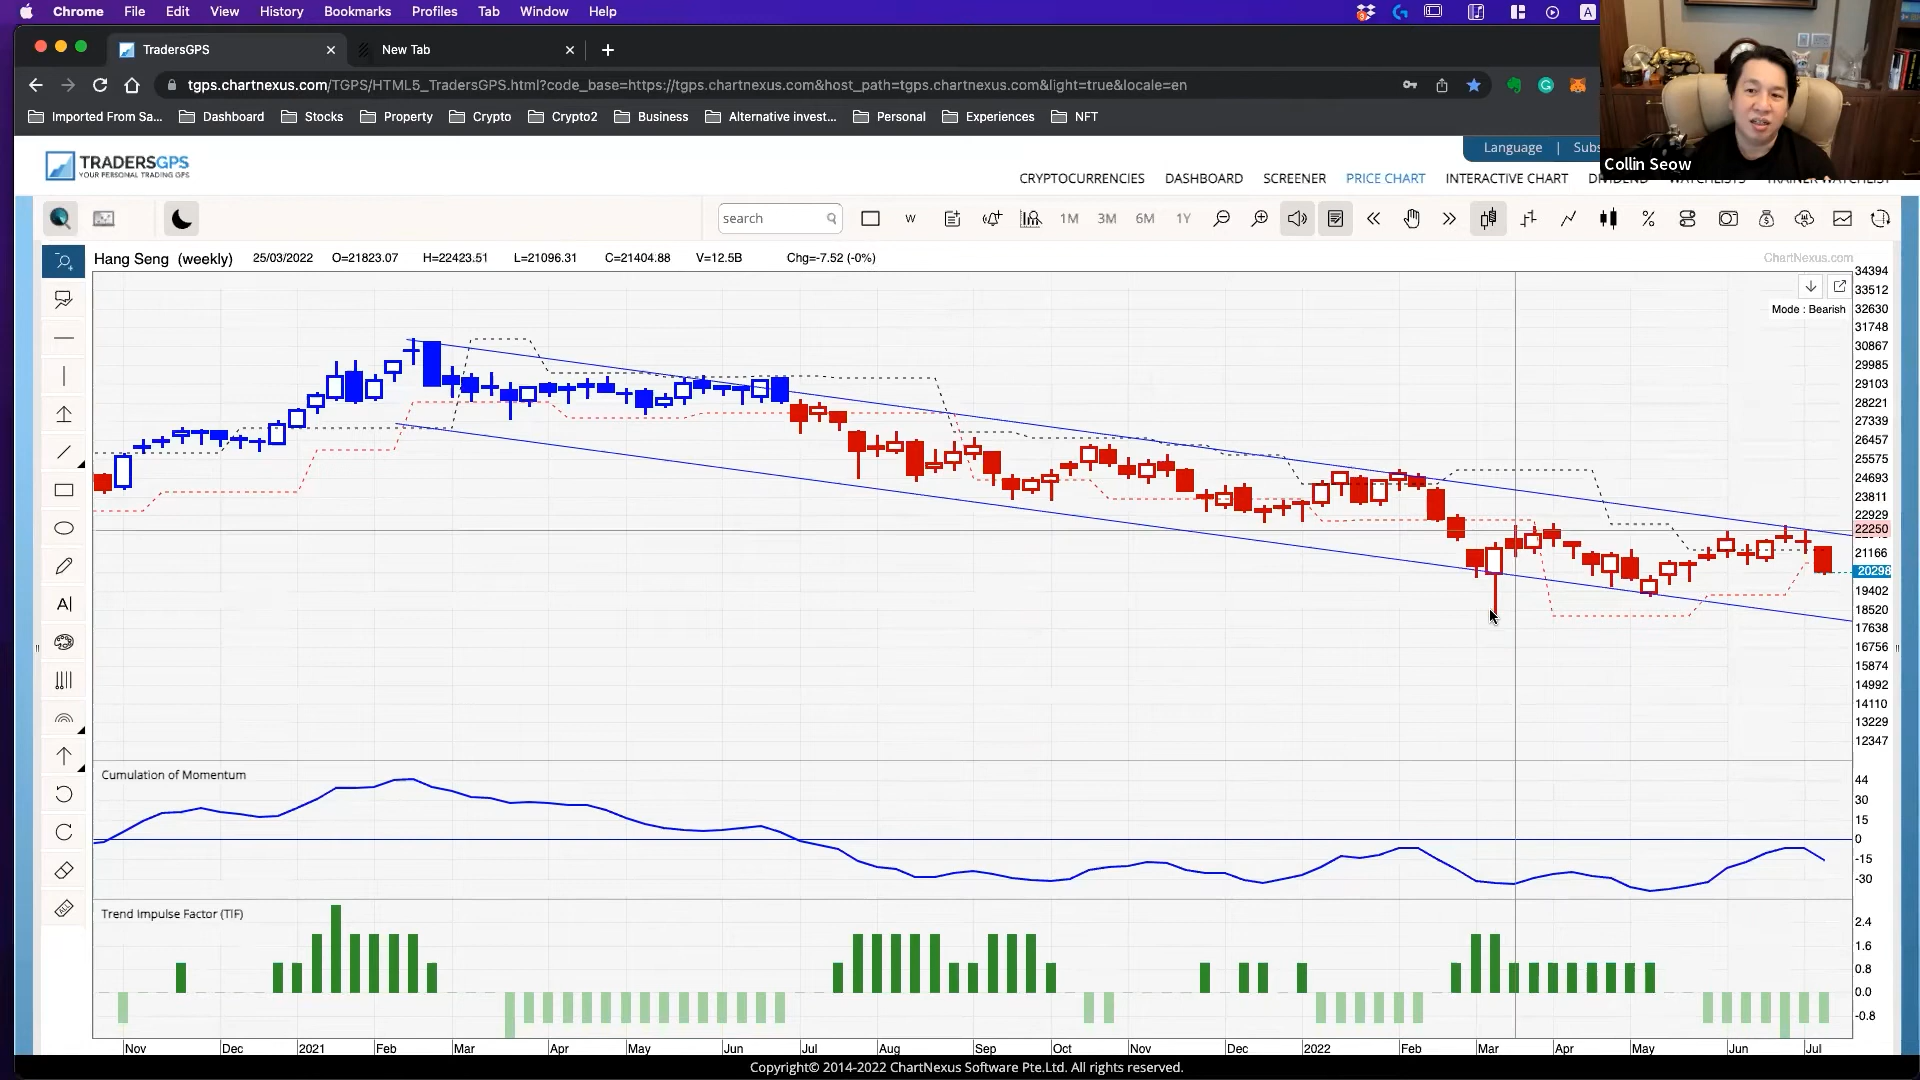 Chrome File Edit View History Bookmarks Profiles Tab Window Help A
TradersGPS New Tab
tgps.chartnexus.com/TGPS/HTML5_TradersGPS.html?code_base=https://tgps.chartnexus.com&host_path=tgps.chartnexus.com&light=true&locale=en
Imported From Sa... Dashboard Stocks Property Crypto Crypto2 Business Alternative invest... Personal Experiences NFT
Collin Seow
Language | Subs
TRADERSGPS
YOUR PERSONAL TRADING GPS
CRYPTOCURRENCIES DASHBOARD SCREENER PRICE CHART INTERACTIVE CHART DIVIDEND WATCHLISTS TRAINER WATCHLIST
search W 1M 3M 6M 1Y
Hang Seng (weekly) 25/03/2022 O=21823.07 H=22423.51 L=21096.31 C=21404.88 V=12.5B Chg=-7.52 (-0%)
ChartNexus.com
Mode : Bearish
34394
33512
32630
31748
30867
29985
29103
28221
27339
26457
25575
24693
23811
22929
22250
21166
20298
19402
18520
17638
16756
15874
14992
14110
13229
12347
Cumulation of Momentum
44
30
15
0
-15
-30
Trend Impulse Factor (TIF)
2.4
1.6
0.8
0.0
-0.8
Nov Dec 2021 Feb Mar Apr May Jun Jul Aug Sep Oct Nov Dec 2022 Feb Mar Apr May Jun Jul
Copyright© 2014-2022 ChartNexus Software Pte.Ltd. All rights reserved.